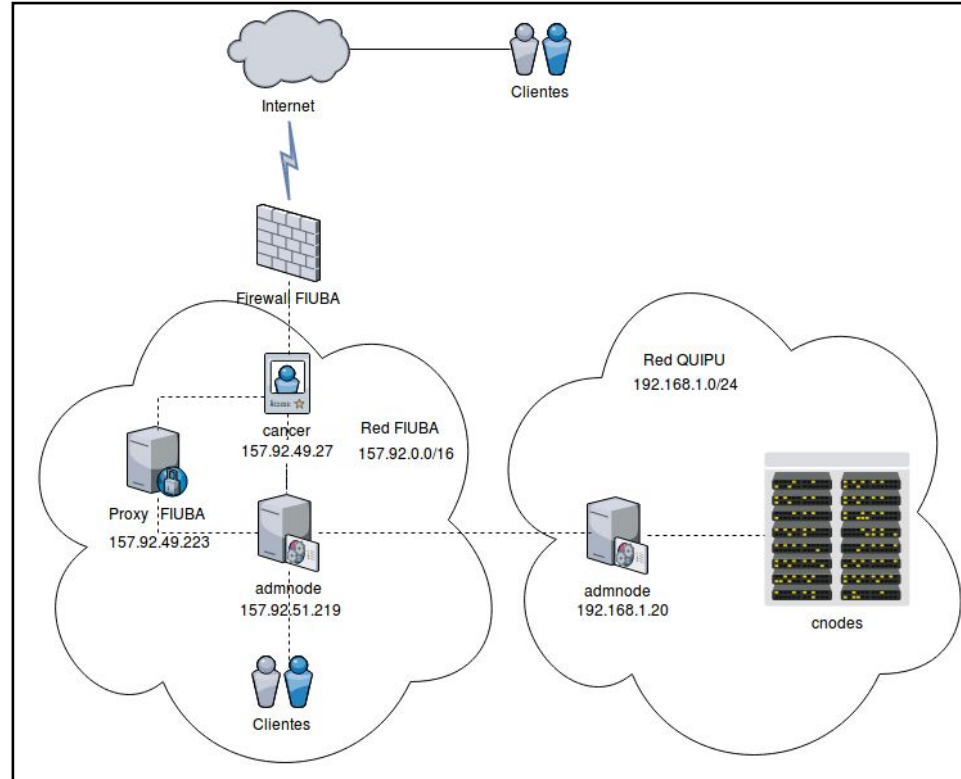 Clientes
Internet
Firewall FIUBA
cancer
157.92.49.27
Red FIUBA
157.92.0.0/16
Proxy FIUBA
157.92.49.223
admnode
157.92.51.219
Clientes
Red QUIPU
192.168.1.0/24
admnode
192.168.1.20
cnodes